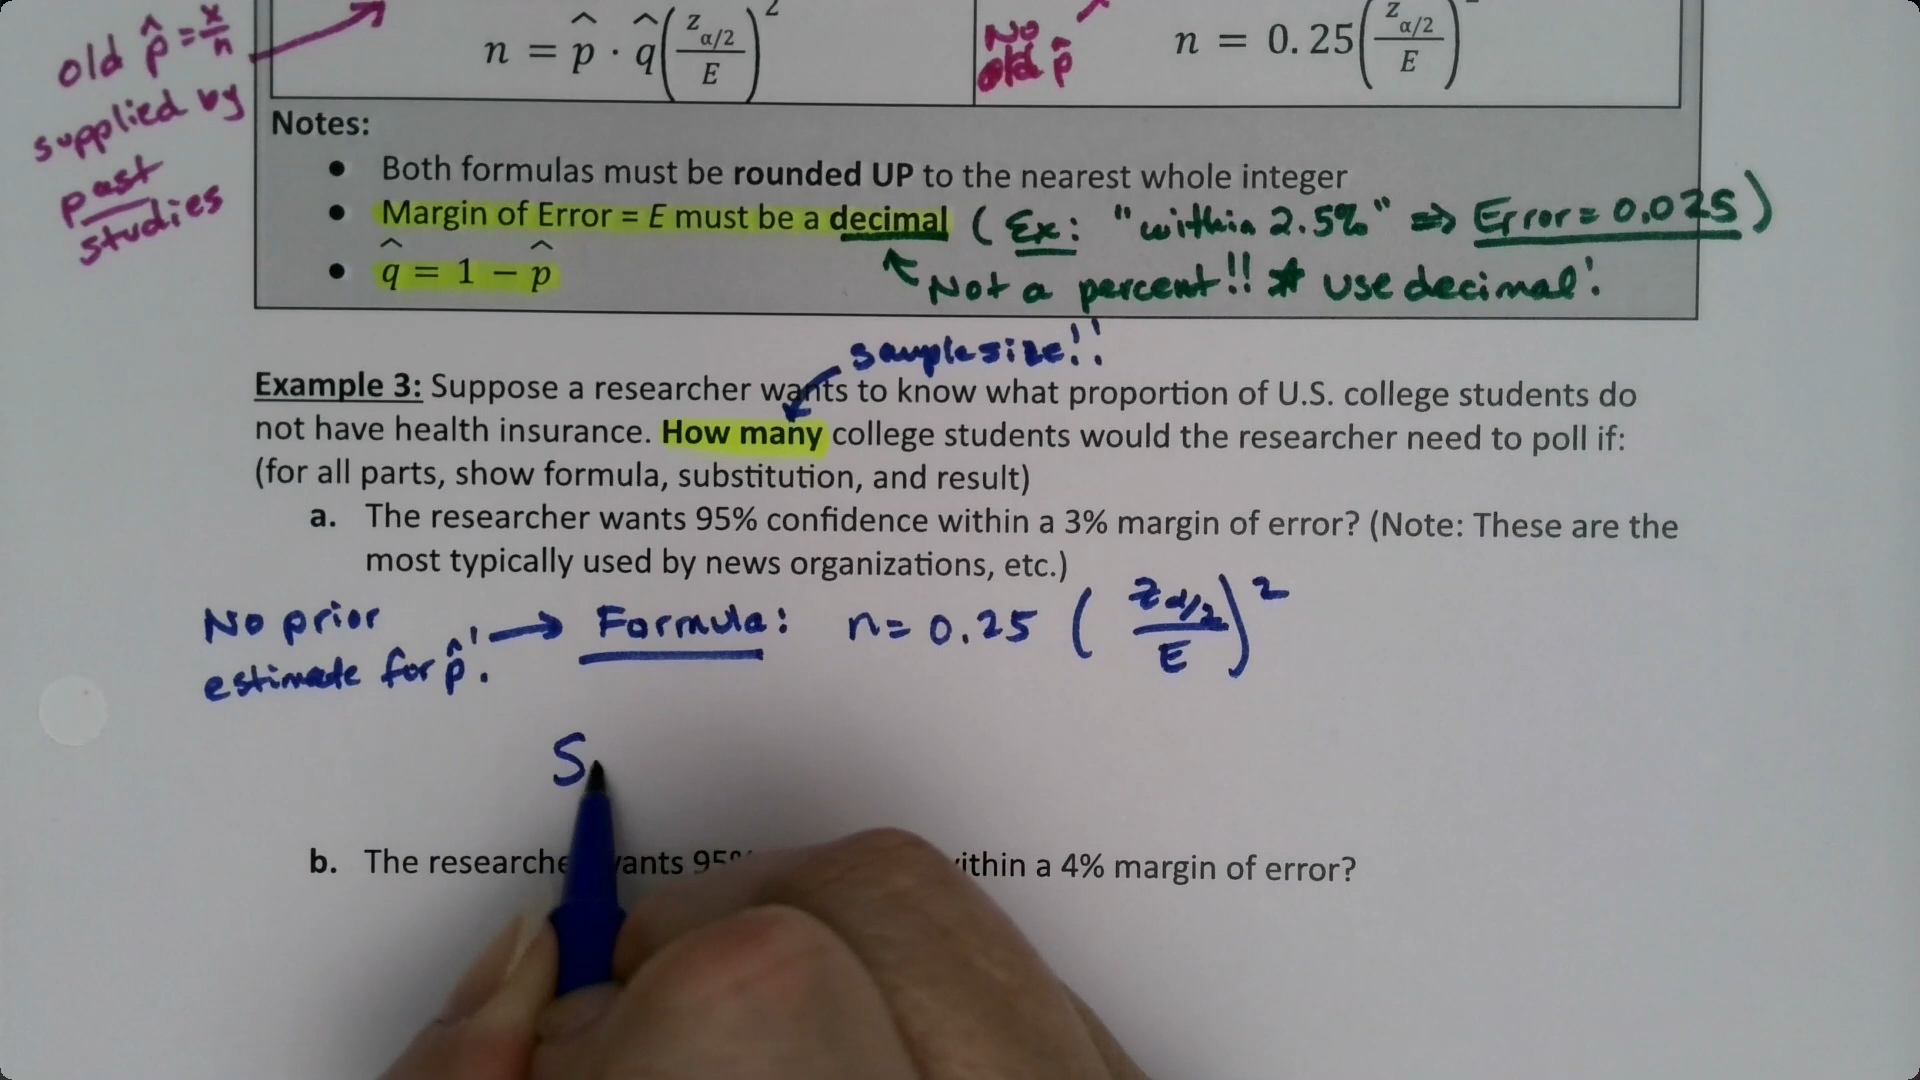 old p̂ = x/n
supplied by
past
studies
n = p̂ · q̂ (z α/2 / E)²
No
old p̂
n = 0.25 (z α/2 / E)
Notes:
• Both formulas must be rounded UP to the nearest whole integer
• Margin of Error = E must be a decimal (Ex: "within 2.5%" ⇒ Error = 0.025)
• q̂ = 1 − p̂
Not a percent!! * use decimal!
sample size!!
Example 3: Suppose a researcher wants to know what proportion of U.S. college students do
not have health insurance. How many college students would the researcher need to poll if:
(for all parts, show formula, substitution, and result)
a. The researcher wants 95% confidence within a 3% margin of error? (Note: These are the
most typically used by news organizations, etc.)
No prior
estimate for p̂! → Formula: n = 0.25 (z α/2 / E)²
S
b. The researche ants 95% ithin a 4% margin of error?